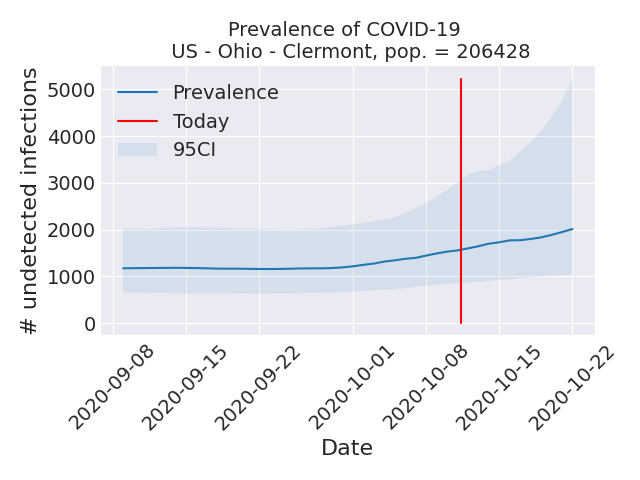 Prevalence of COVID-19
US - Ohio - Clermont, pop. = 206428
# undetected infections
5000
4000
3000
2000
1000
0
Prevalence
Today
95CI
2020-09-08
2020-09-15
2020-09-22
2020-10-01
2020-10-08
2020-10-15
2020-10-22
Date